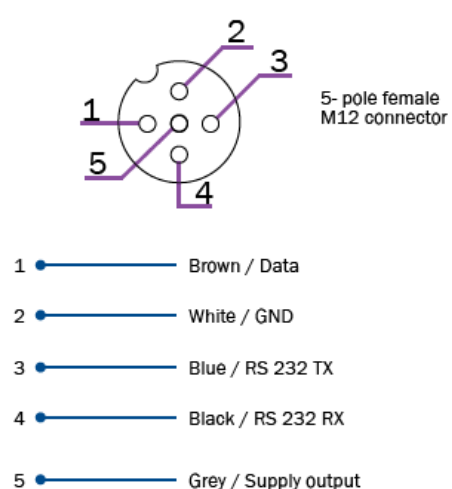 2
3
1
5
4
5- pole female
M12 connector
1 Brown / Data
2 White / GND
3 Blue / RS 232 TX
4 Black / RS 232 RX
5 Grey / Supply output